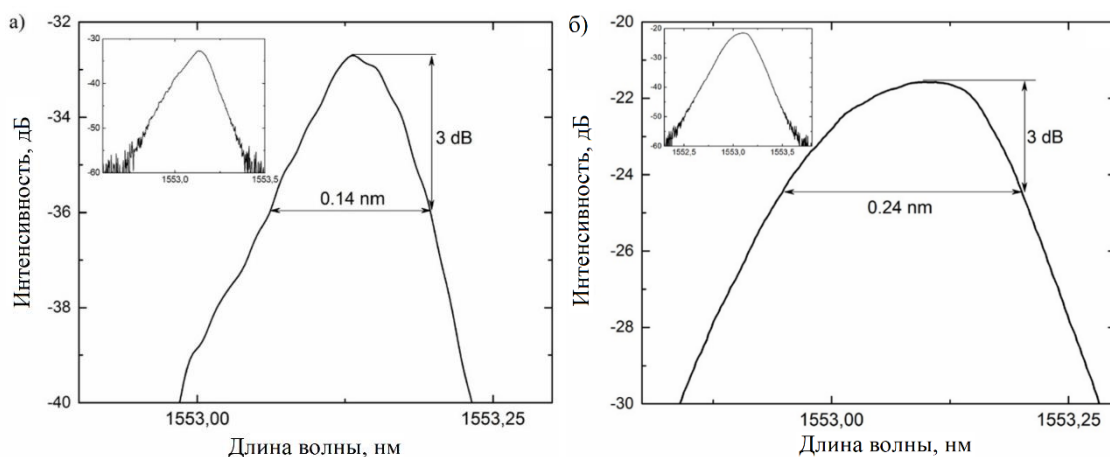 а)
-32
-34
-36
-38
-40
Интенсивность, дБ
-30
-40
-50
-60
1553,0
1553,5
3 dB
0.14 nm
1553,00
1553,25
Длина волны, нм
б)
-20
-22
-24
-26
-28
-30
Интенсивность, дБ
-20
-30
-40
-50
-60
1552,5
1553,0
1553,5
3 dB
0.24 nm
1553,00
1553,25
Длина волны, нм